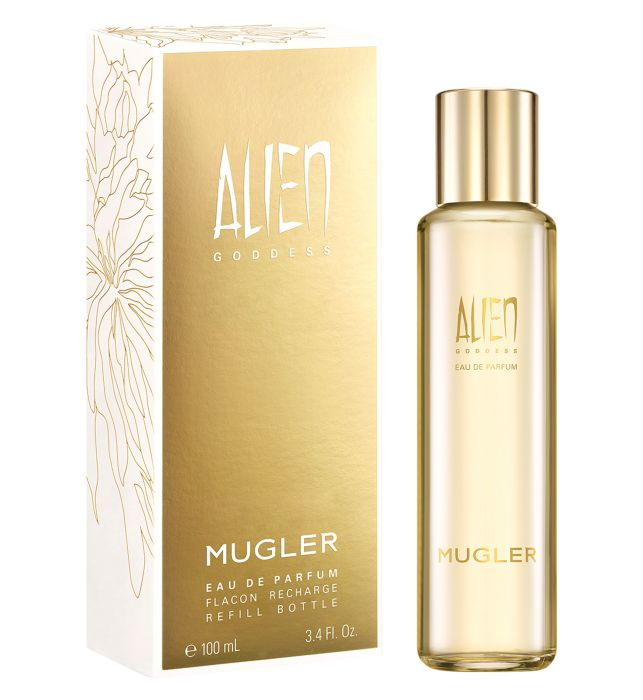 ALIEN
GODDESS
MUGLER
EAU DE PARFUM
FLACON RECHARGE
REFILL BOTTLE
e 100 mL 3.4 Fl. Oz.
ALIEN
GODDESS
EAU DE PARFUM
MUGLER